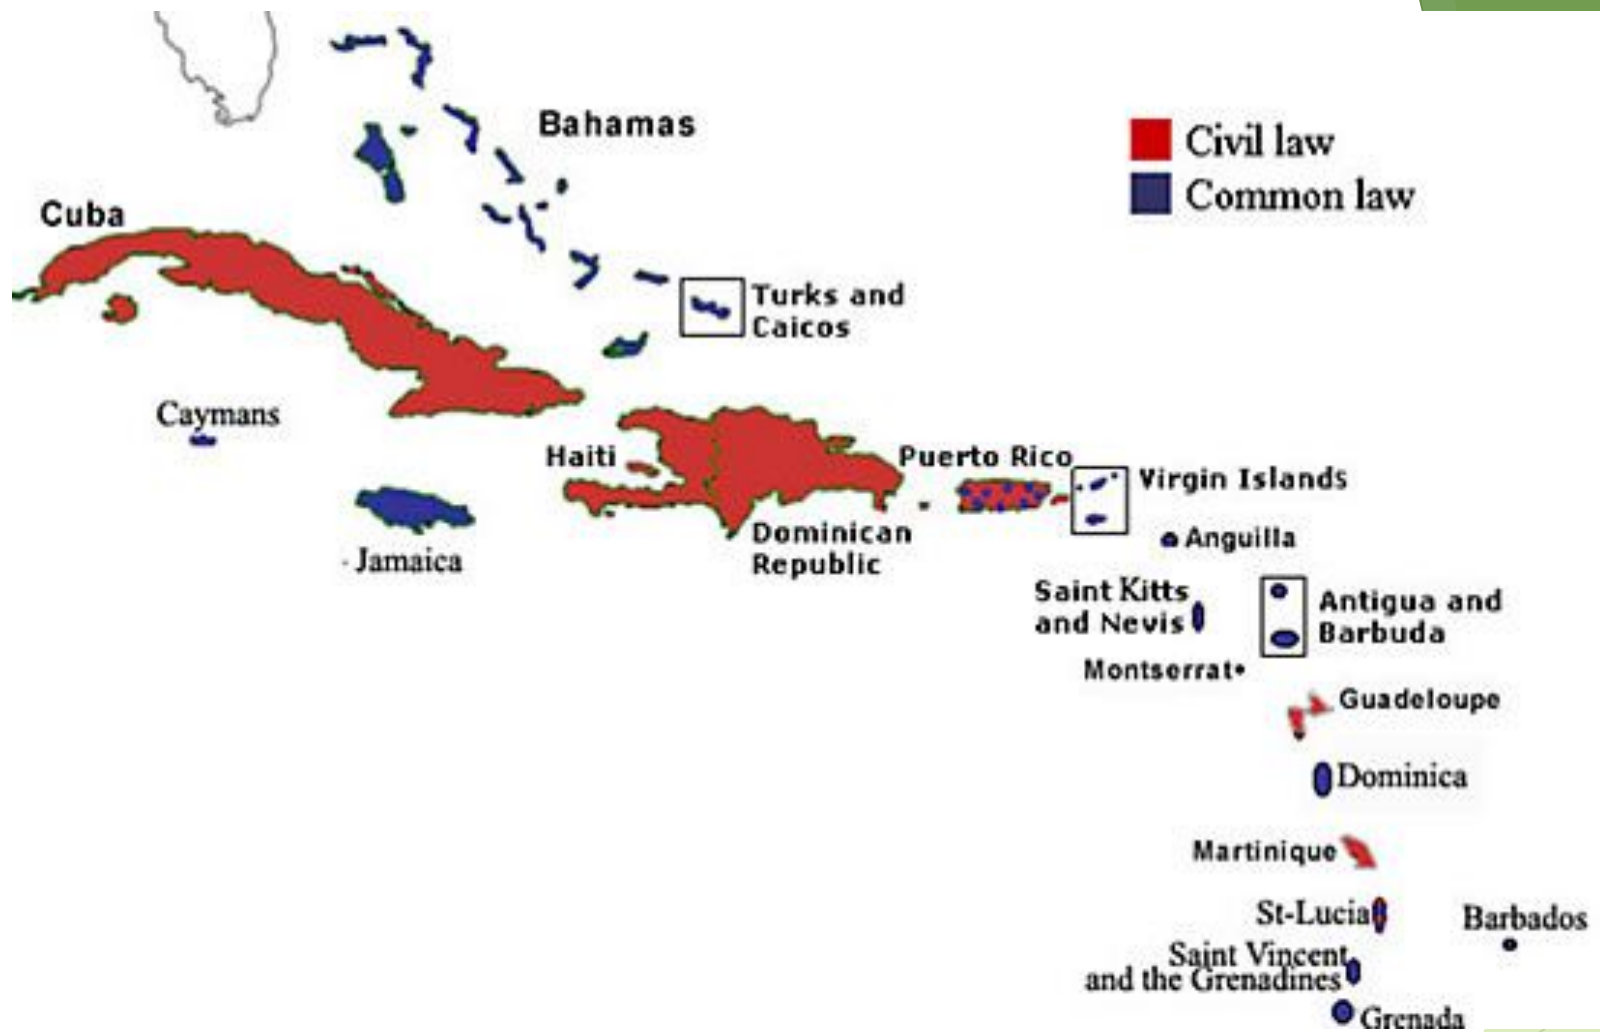 Bahamas
Civil law
Common law
Cuba
Turks and
Caicos
Caymans
Haiti
Puerto Rico
Virgin Islands
Dominican
Republic
Anguilla
Jamaica
Saint Kitts
and Nevis
Antigua and
Barbuda
Montserrat
Guadeloupe
Dominica
Martinique
St-Lucia
Barbados
Saint Vincent
and the Grenadines
Grenada